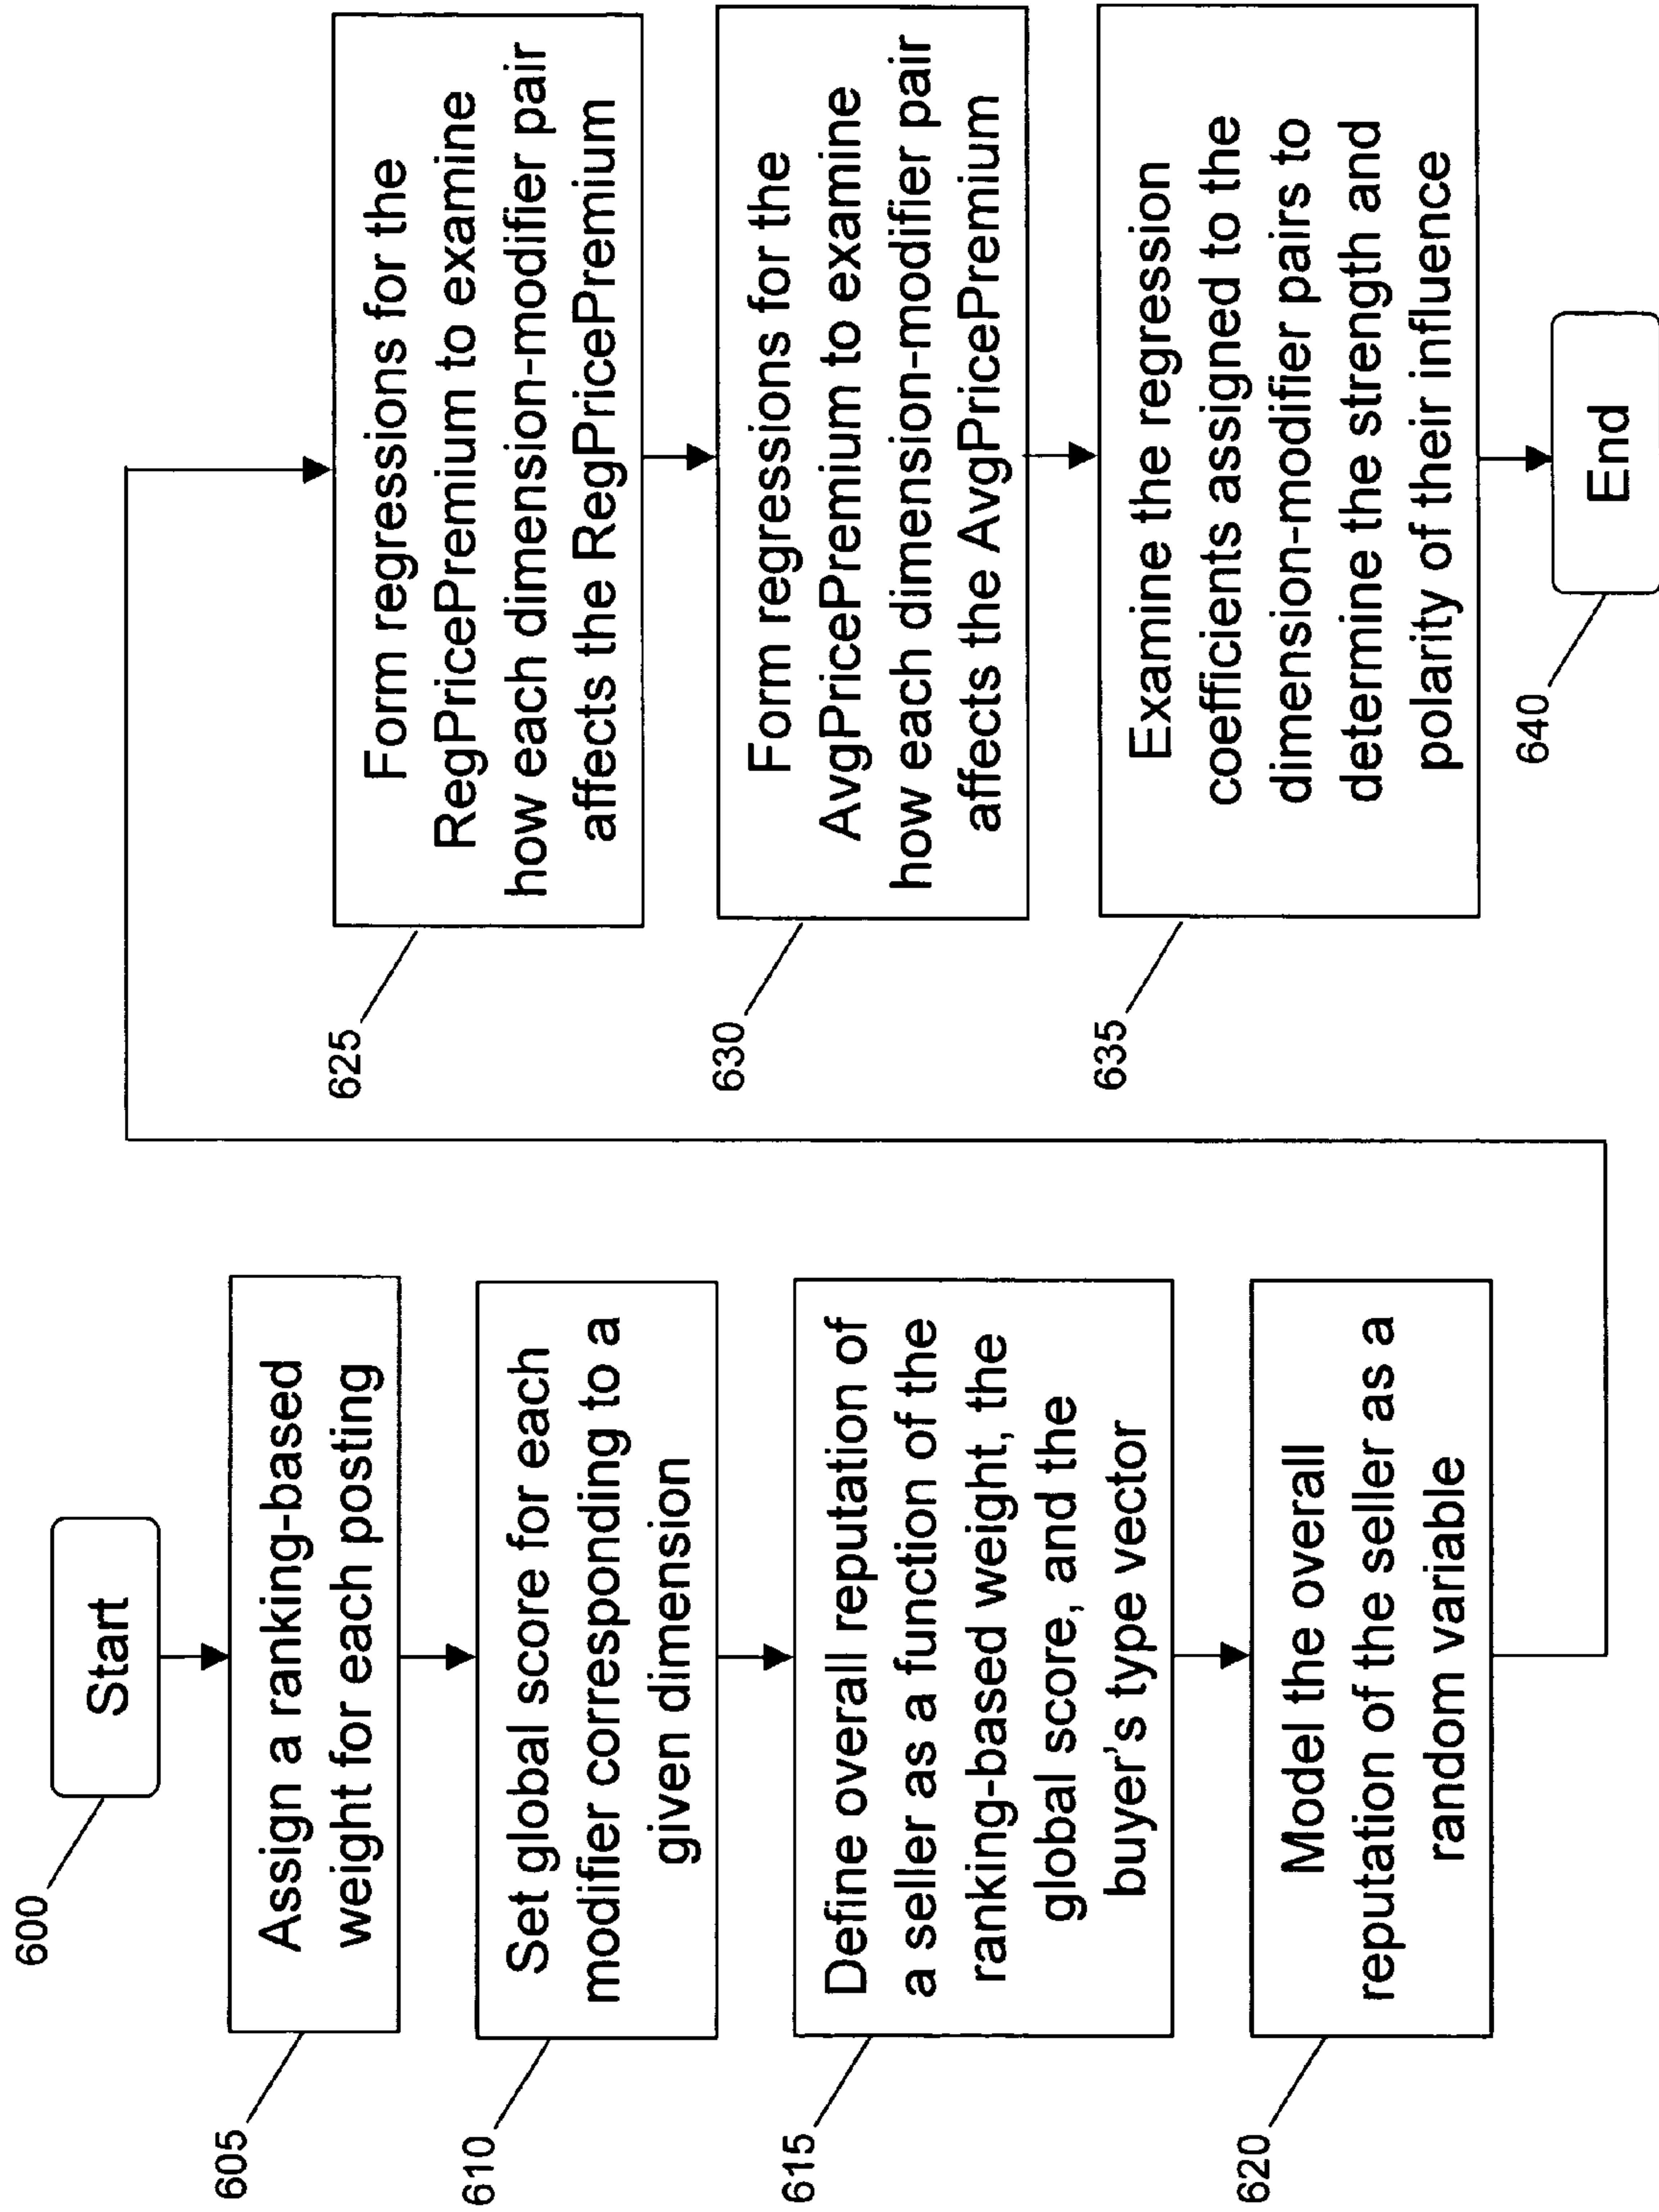 600
Start
605
Assign a ranking-based
weight for each posting
610
Set global score for each
modifier corresponding to a
given dimension
615
Define overall reputation of
a seller as a function of the
ranking-based weight, the
global score, and the
buyer's type vector
620
Model the overall
reputation of the seller as a
random variable
625
Form regressions for the
RegPricePremium to examine
how each dimension-modifier pair
affects the RegPricePremium
630
Form regressions for the
AvgPricePremium to examine
how each dimension-modifier pair
affects the AvgPricePremium
635
Examine the regression
coefficients assigned to the
dimension-modifier pairs to
determine the strength and
polarity of their influence
640
End